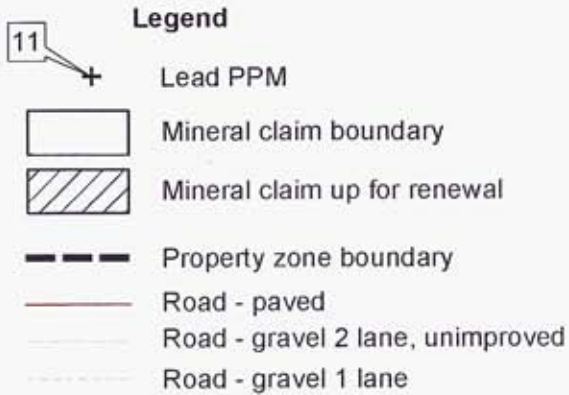 Legend
11
Lead PPM
Mineral claim boundary
Mineral claim up for renewal
Property zone boundary
Road - paved
Road - gravel 2 lane, unimproved
Road - gravel 1 lane